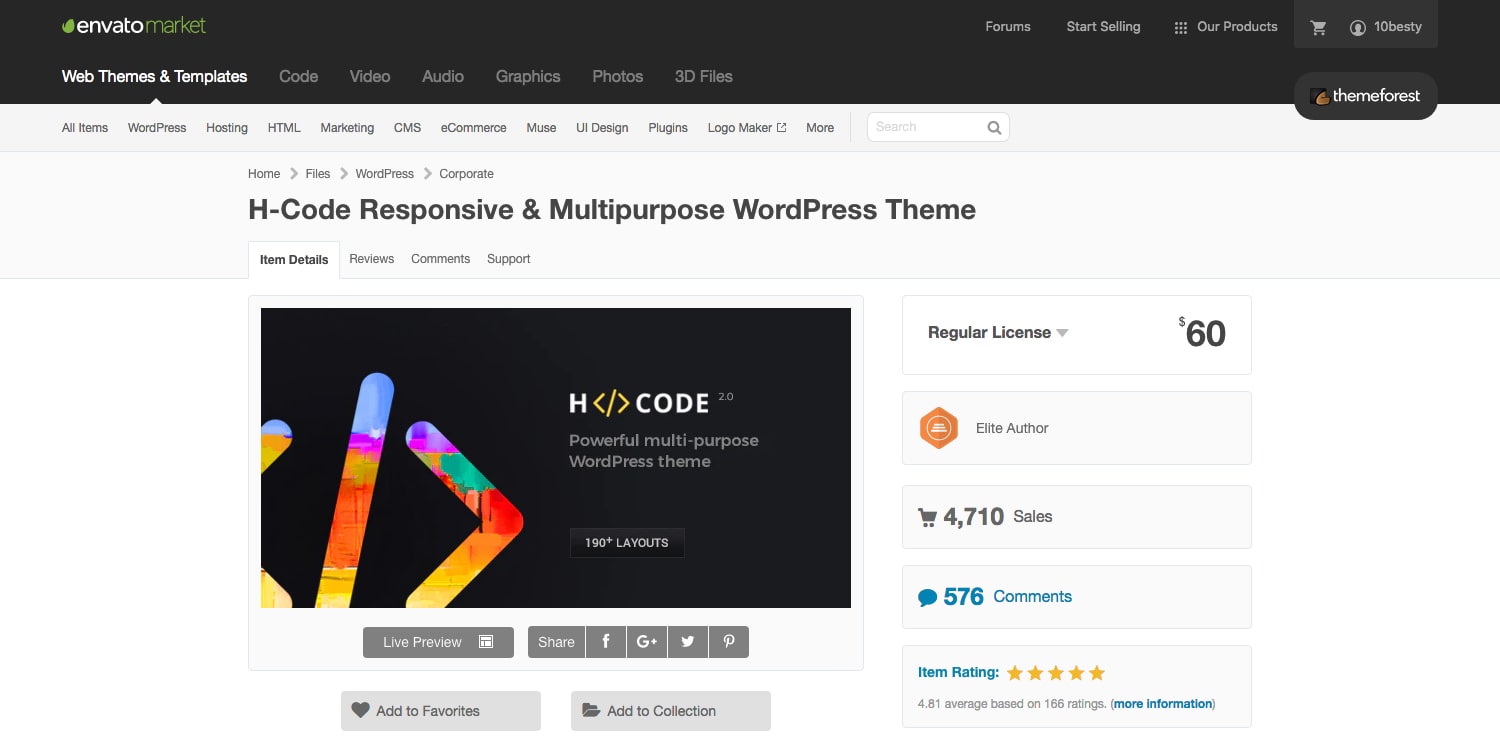 envatomarket
Forums
Start Selling
Our Products
10besty
Web Themes & Templates
Code
Video
Audio
Graphics
Photos
3D Files
themeforest
All Items
WordPress
Hosting
HTML
Marketing
CMS
eCommerce
Muse
UI Design
Plugins
Logo Maker
More
Search
Home
Files
WordPress
Corporate
H-Code Responsive & Multipurpose WordPress Theme
Item Details
Reviews
Comments
Support
H</>CODE 2.0
Powerful multi-purpose
WordPress theme
190+ LAYOUTS
Live Preview
Share
f
G+
Add to Favorites
Add to Collection
Regular License
$60
Elite Author
4,710 Sales
576 Comments
Item Rating:
4.81 average based on 166 ratings. (more information)